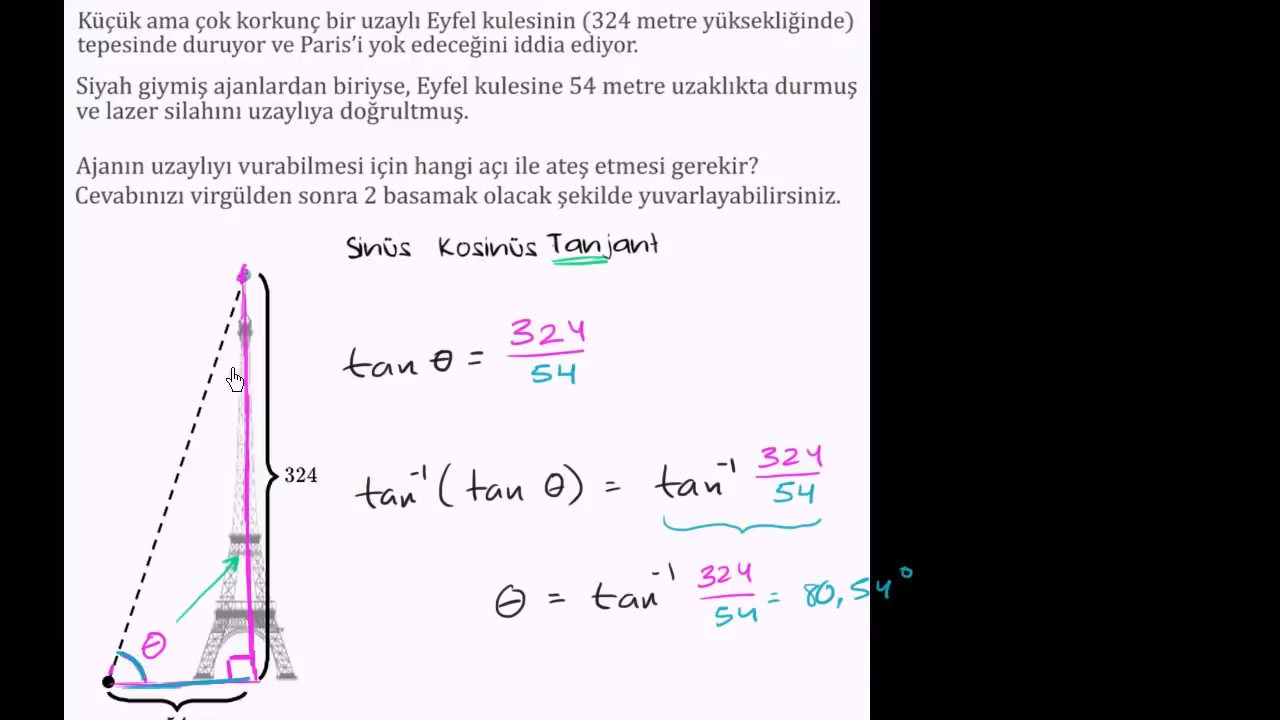 Küçük ama çok korkunç bir uzaylı Eyfel kulesinin (324 metre yüksekliğinde)
tepesinde duruyor ve Paris'i yok edeceğini iddia ediyor.
Siyah giymiş ajanlardan biriyse, Eyfel kulesine 54 metre uzaklıkta durmuş
ve lazer silahını uzaylıya doğrultmuş.
Ajanın uzaylıyı vurabilmesi için hangi açı ile ateş etmesi gerekir?
Cevabınızı virgülden sonra 2 basamak olacak şekilde yuvarlayabilirsiniz.
Sinüs Kosinüs Tanjant
tan θ = 324/54
324
tan⁻¹(tan θ) = tan⁻¹ 324/54
θ = tan⁻¹ 324/54 = 80,54°
θ